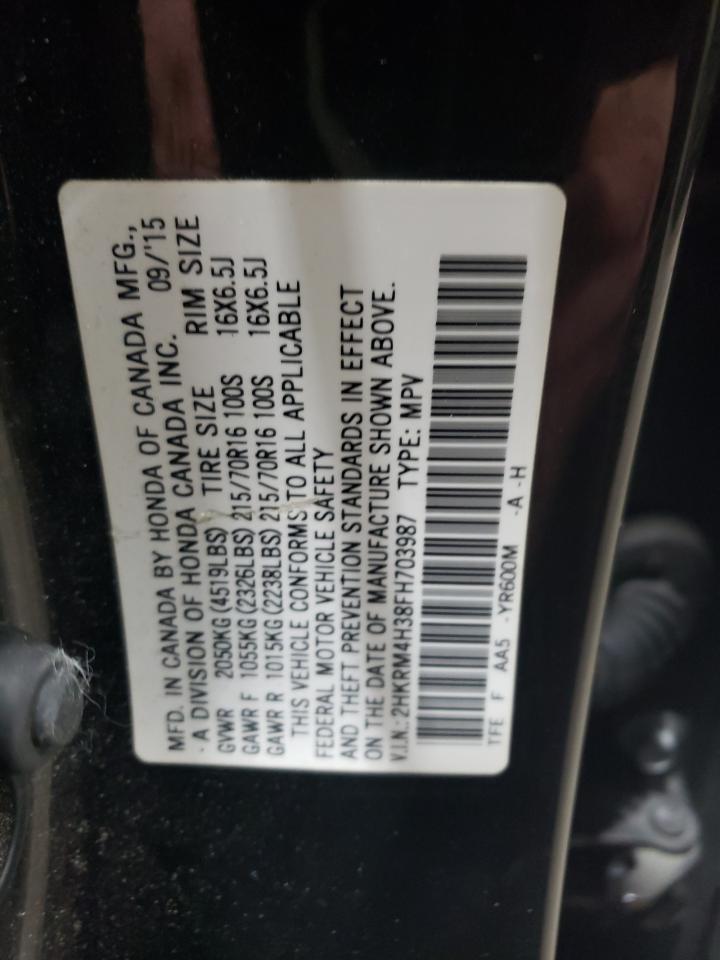 MFD. IN CANADA BY HONDA OF CANADA MFG.,
- A DIVISION OF HONDA CANADA INC. 09/'15
GVWR 2050KG(4519LBS) TIRE SIZE RIM SIZE
GAWR F 1055KG(2326LBS) 215/70R16 100S 16X6.5J
GAWR R 1015KG(2238LBS) 215/70R16 100S 16X6.5J
THIS VEHICLE CONFORMS TO ALL APPLICABLE
FEDERAL MOTOR VEHICLE SAFETY
AND THEFT PREVENTION STANDARDS IN EFFECT
ON THE DATE OF MANUFACTURE SHOWN ABOVE.
V.I.N.:2HKRM4H38FH703987 TYPE: MPV
TFE F AA5 -YR600M -A -H